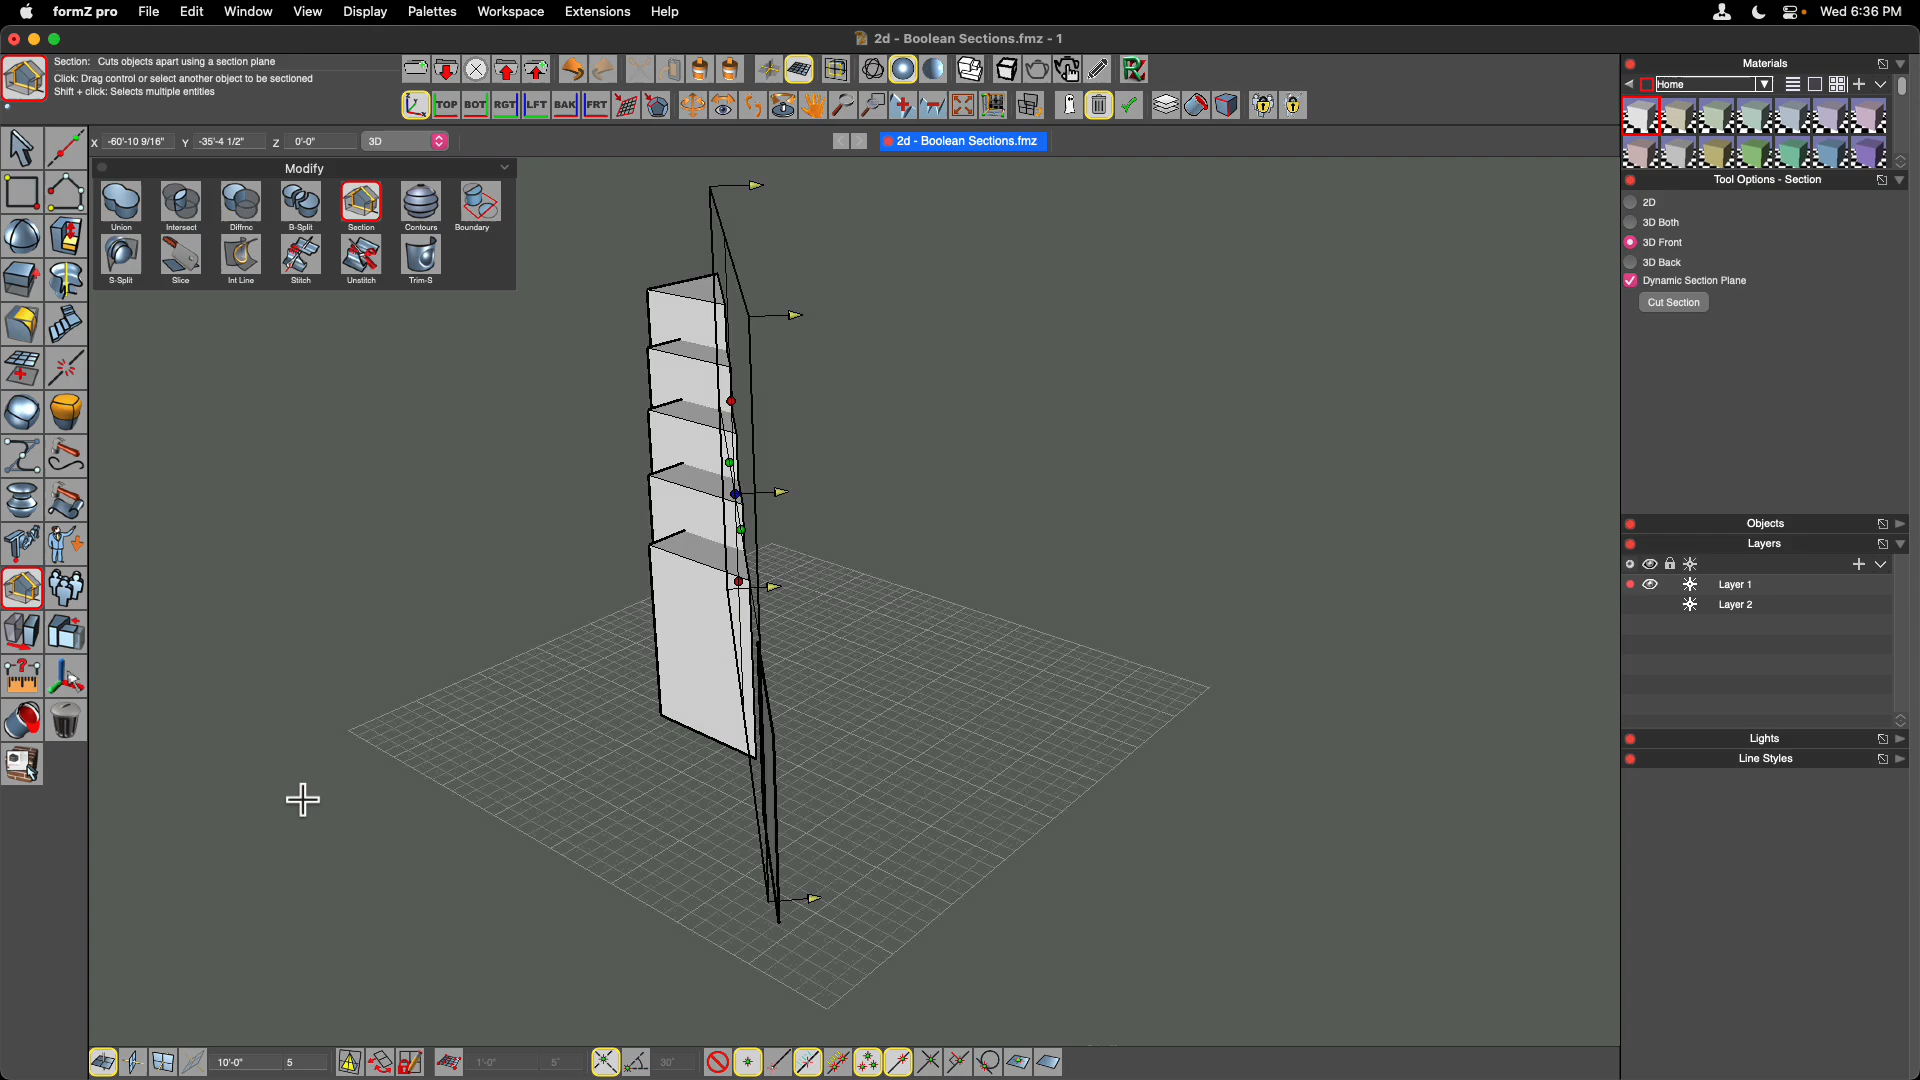 formZ pro File Edit Window View Display Palettes Workspace Extensions Help Wed 6:36 PM
2d - Boolean Sections.fmz - 1
Section: Cuts objects apart using a section plane
Click: Drag control or select another object to be sectioned
Shift + click: Selects multiple entities
TOP BOT RGT LFT BAK FRT
X -60'-10 9/16" Y -35'-4 1/2" Z 0'-0" 3D
2d - Boolean Sections.fmz
Modify
Union Intersect Diffrnc B-Split Section Contours Boundary
S-Split Slice Int Line Stitch Unstitch Trim-S
Materials
Home
Tool Options - Section
2D
3D Both
3D Front
3D Back
Dynamic Section Plane
Cut Section
Objects
Layers
Layer 1
Layer 2
Lights
Line Styles
10'-0" 5 1'-0" 5" 30°